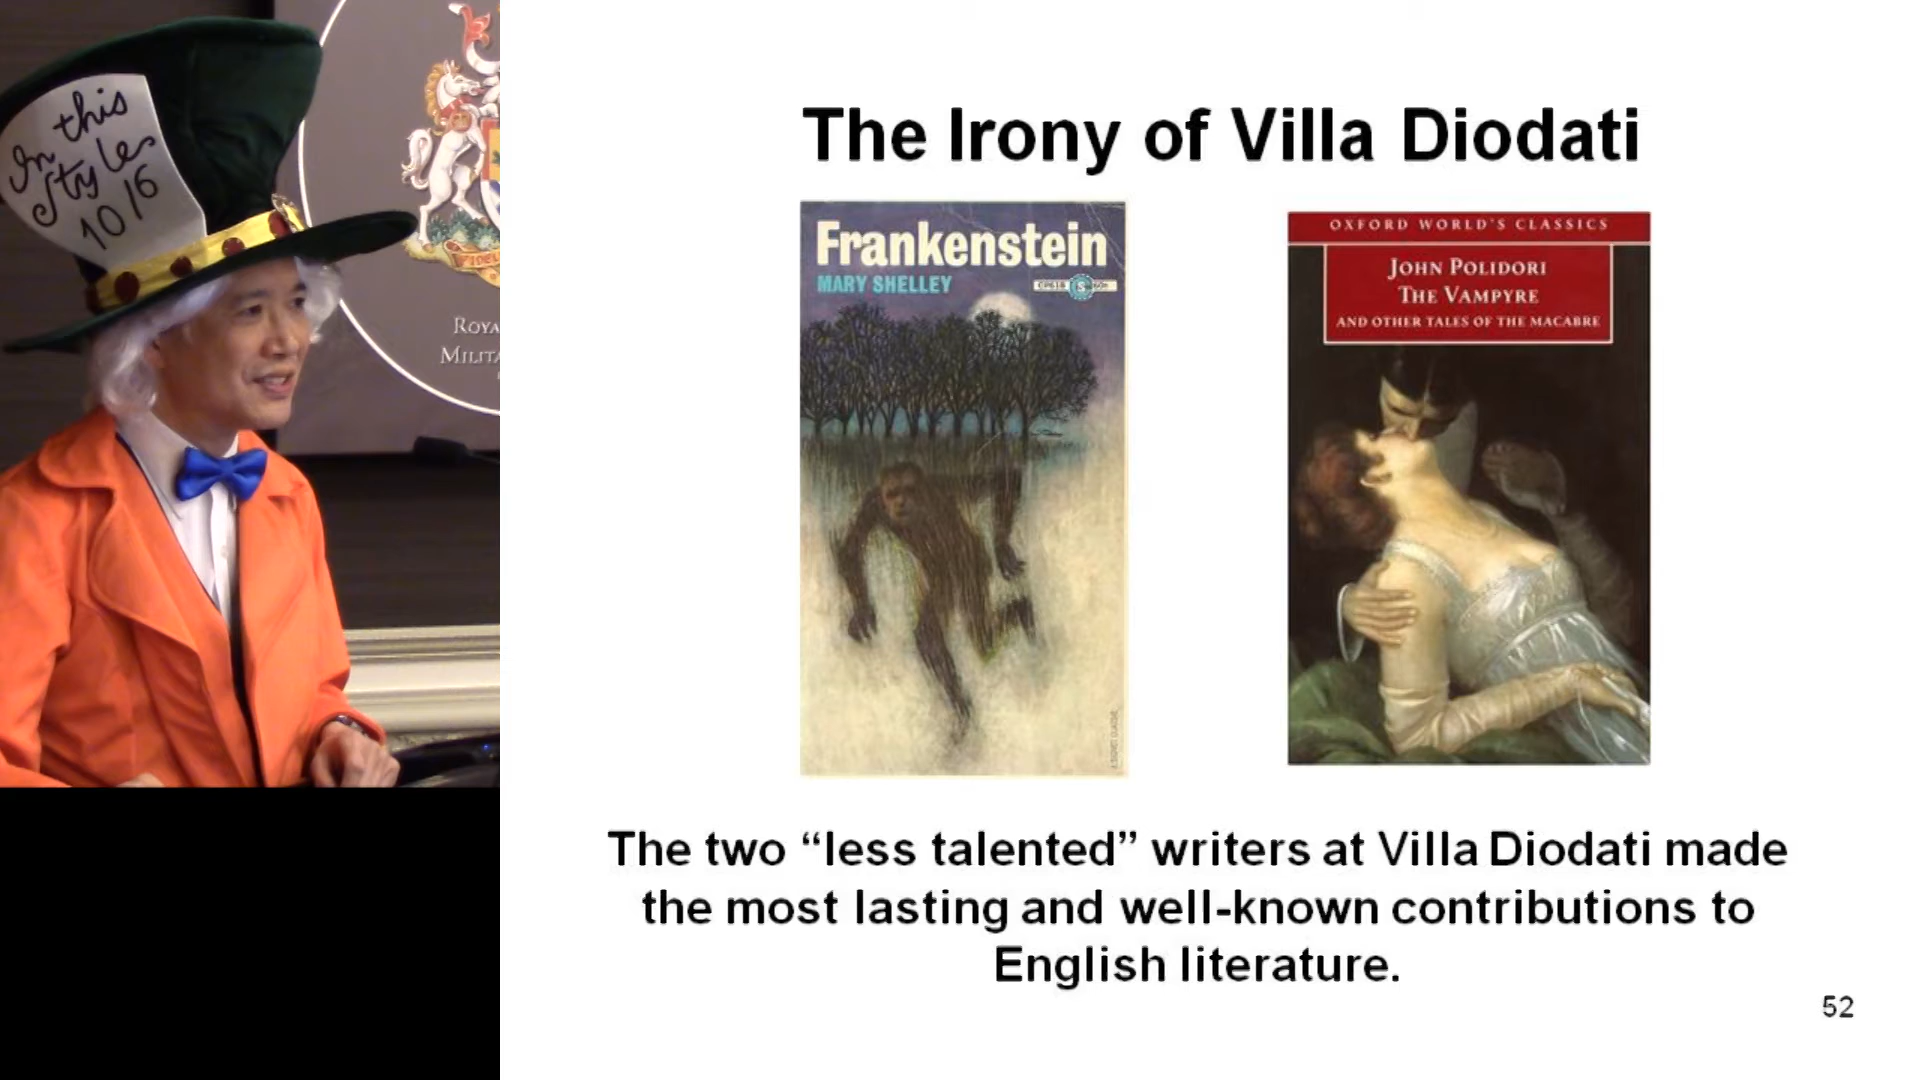 In this
Style
10/6
ROYA
MILITA
FIDEL
The Irony of Villa Diodati
Frankenstein
MARY SHELLEY
OXFORD WORLD'S CLASSICS
JOHN POLIDORI
THE VAMPYRE
AND OTHER TALES OF THE MACABRE
The two “less talented” writers at Villa Diodati made
the most lasting and well-known contributions to
English literature.
52